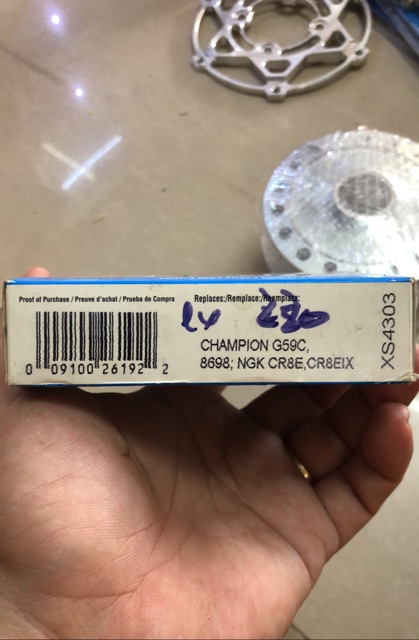 Proof of Purchase / Preuve d'achat / Prueba de Compra
Replaces:/Remplace:/Reemplaza:
0 09100 26192 2
CHAMPION G59C,
8698; NGK CR8E,CR8EIX
XS4303